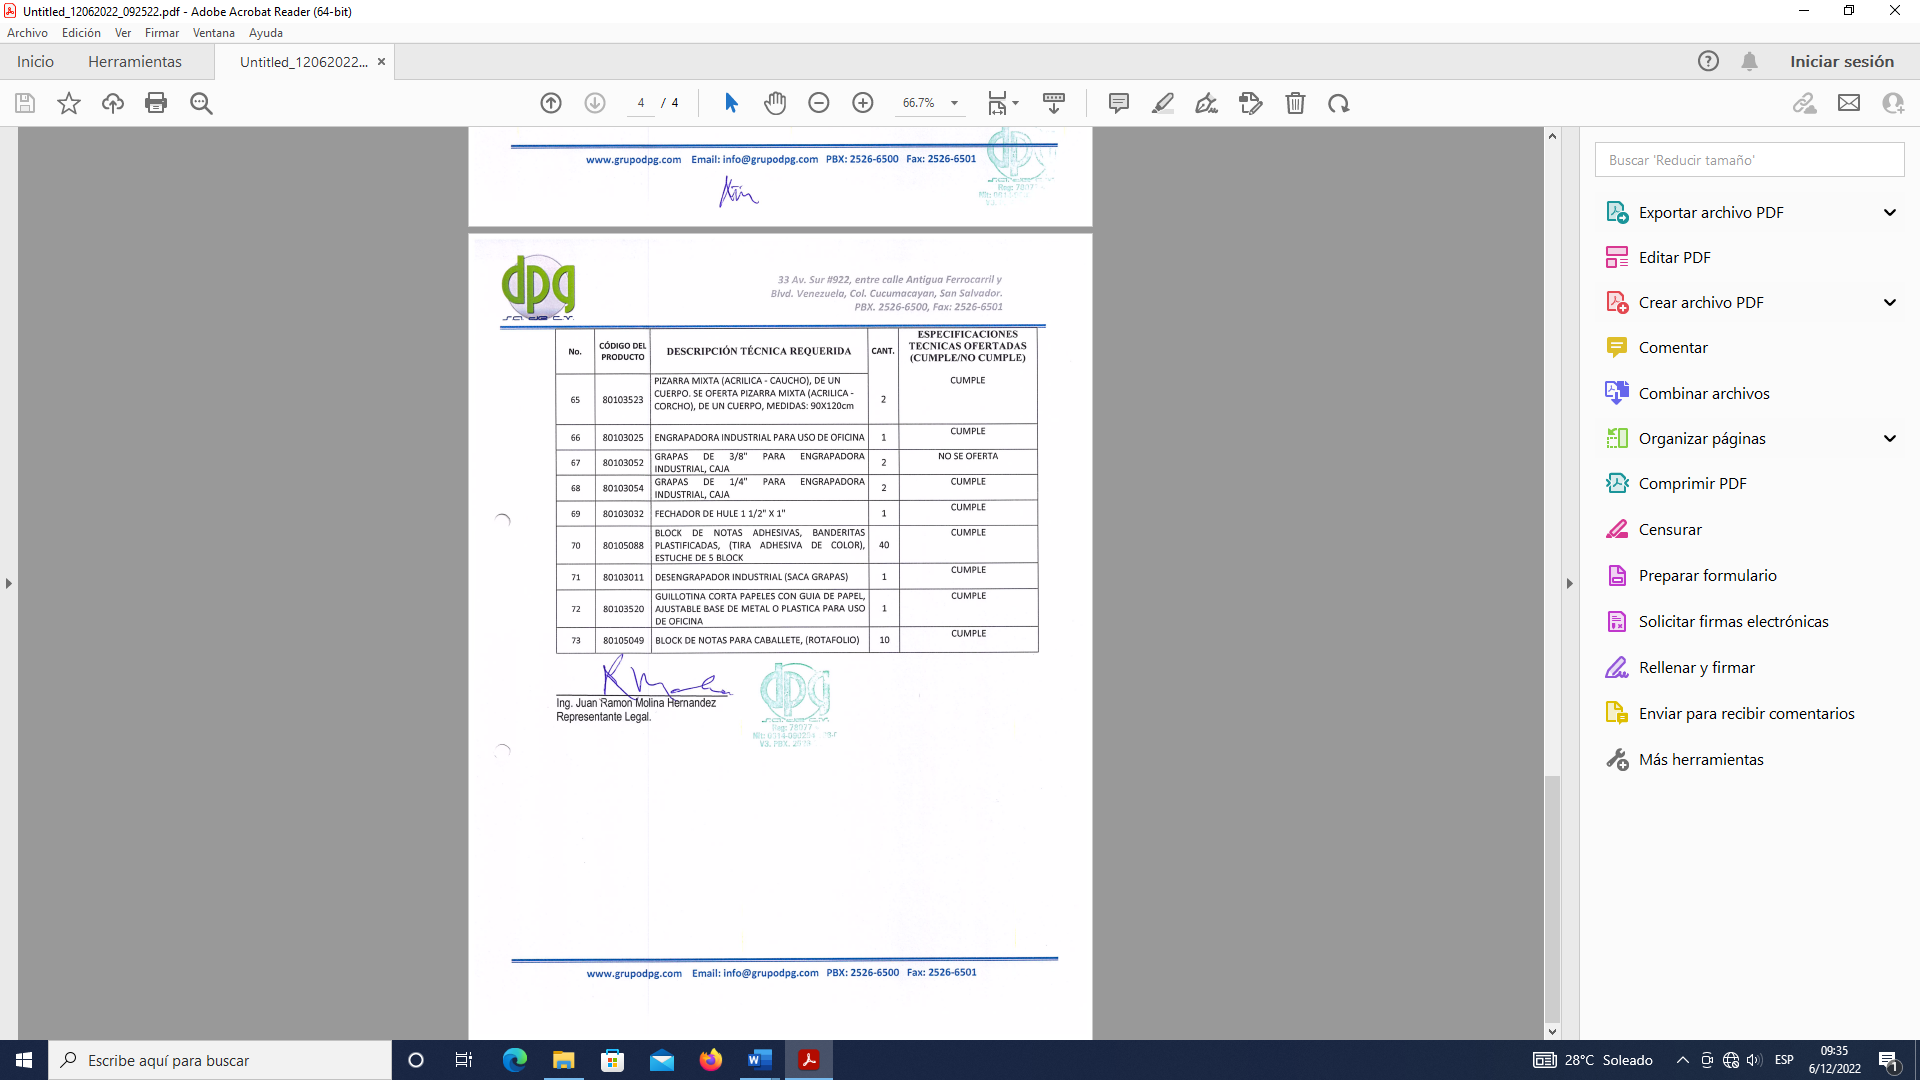 Untitled_12062022_092522.pdf - Adobe Acrobat Reader (64-bit)
Archivo Edición Ver Firmar Ventana Ayuda
Inicio Herramientas Untitled_12062022... × Iniciar sesión
4 / 4 66.7%
www.grupodpg.com Email: info@grupodpg.com PBX: 2526-6500 Fax: 2526-6501
dpg
S.A. DE C.V.
33 Av. Sur #922, entre calle Antigua Ferrocarril y
Blvd. Venezuela, Col. Cucumacayan, San Salvador.
PBX. 2526-6500, Fax: 2526-6501
No. CÓDIGO DEL PRODUCTO DESCRIPCIÓN TÉCNICA REQUERIDA CANT. ESPECIFICACIONES TECNICAS OFERTADAS (CUMPLE/NO CUMPLE)
65 80103523 PIZARRA MIXTA (ACRILICA - CAUCHO), DE UN CUERPO. SE OFERTA PIZARRA MIXTA (ACRILICA - CORCHO), DE UN CUERPO, MEDIDAS: 90X120cm 2 CUMPLE
66 80103025 ENGRAPADORA INDUSTRIAL PARA USO DE OFICINA 1 CUMPLE
67 80103052 GRAPAS DE 3/8" PARA ENGRAPADORA INDUSTRIAL, CAJA 2 NO SE OFERTA
68 80103054 GRAPAS DE 1/4" PARA ENGRAPADORA INDUSTRIAL, CAJA 2 CUMPLE
69 80103032 FECHADOR DE HULE 1 1/2" X 1" 1 CUMPLE
70 80105088 BLOCK DE NOTAS ADHESIVAS, BANDERITAS PLASTIFICADAS, (TIRA ADHESIVA DE COLOR), ESTUCHE DE 5 BLOCK 40 CUMPLE
71 80103011 DESENGRAPADOR INDUSTRIAL (SACA GRAPAS) 1 CUMPLE
72 80103520 GUILLOTINA CORTA PAPELES CON GUIA DE PAPEL, AJUSTABLE BASE DE METAL O PLASTICA PARA USO DE OFICINA 1 CUMPLE
73 80105049 BLOCK DE NOTAS PARA CABALLETE, (ROTAFOLIO) 10 CUMPLE
Ing. Juan Ramon Molina Hernandez
Representante Legal.
dpg
www.grupodpg.com Email: info@grupodpg.com PBX: 2526-6500 Fax: 2526-6501
Buscar 'Reducir tamaño'
Exportar archivo PDF
Editar PDF
Crear archivo PDF
Comentar
Combinar archivos
Organizar páginas
Comprimir PDF
Censurar
Preparar formulario
Solicitar firmas electrónicas
Rellenar y firmar
Enviar para recibir comentarios
Más herramientas
Escribe aquí para buscar
28°C Soleado ESP 09:35
6/12/2022
1